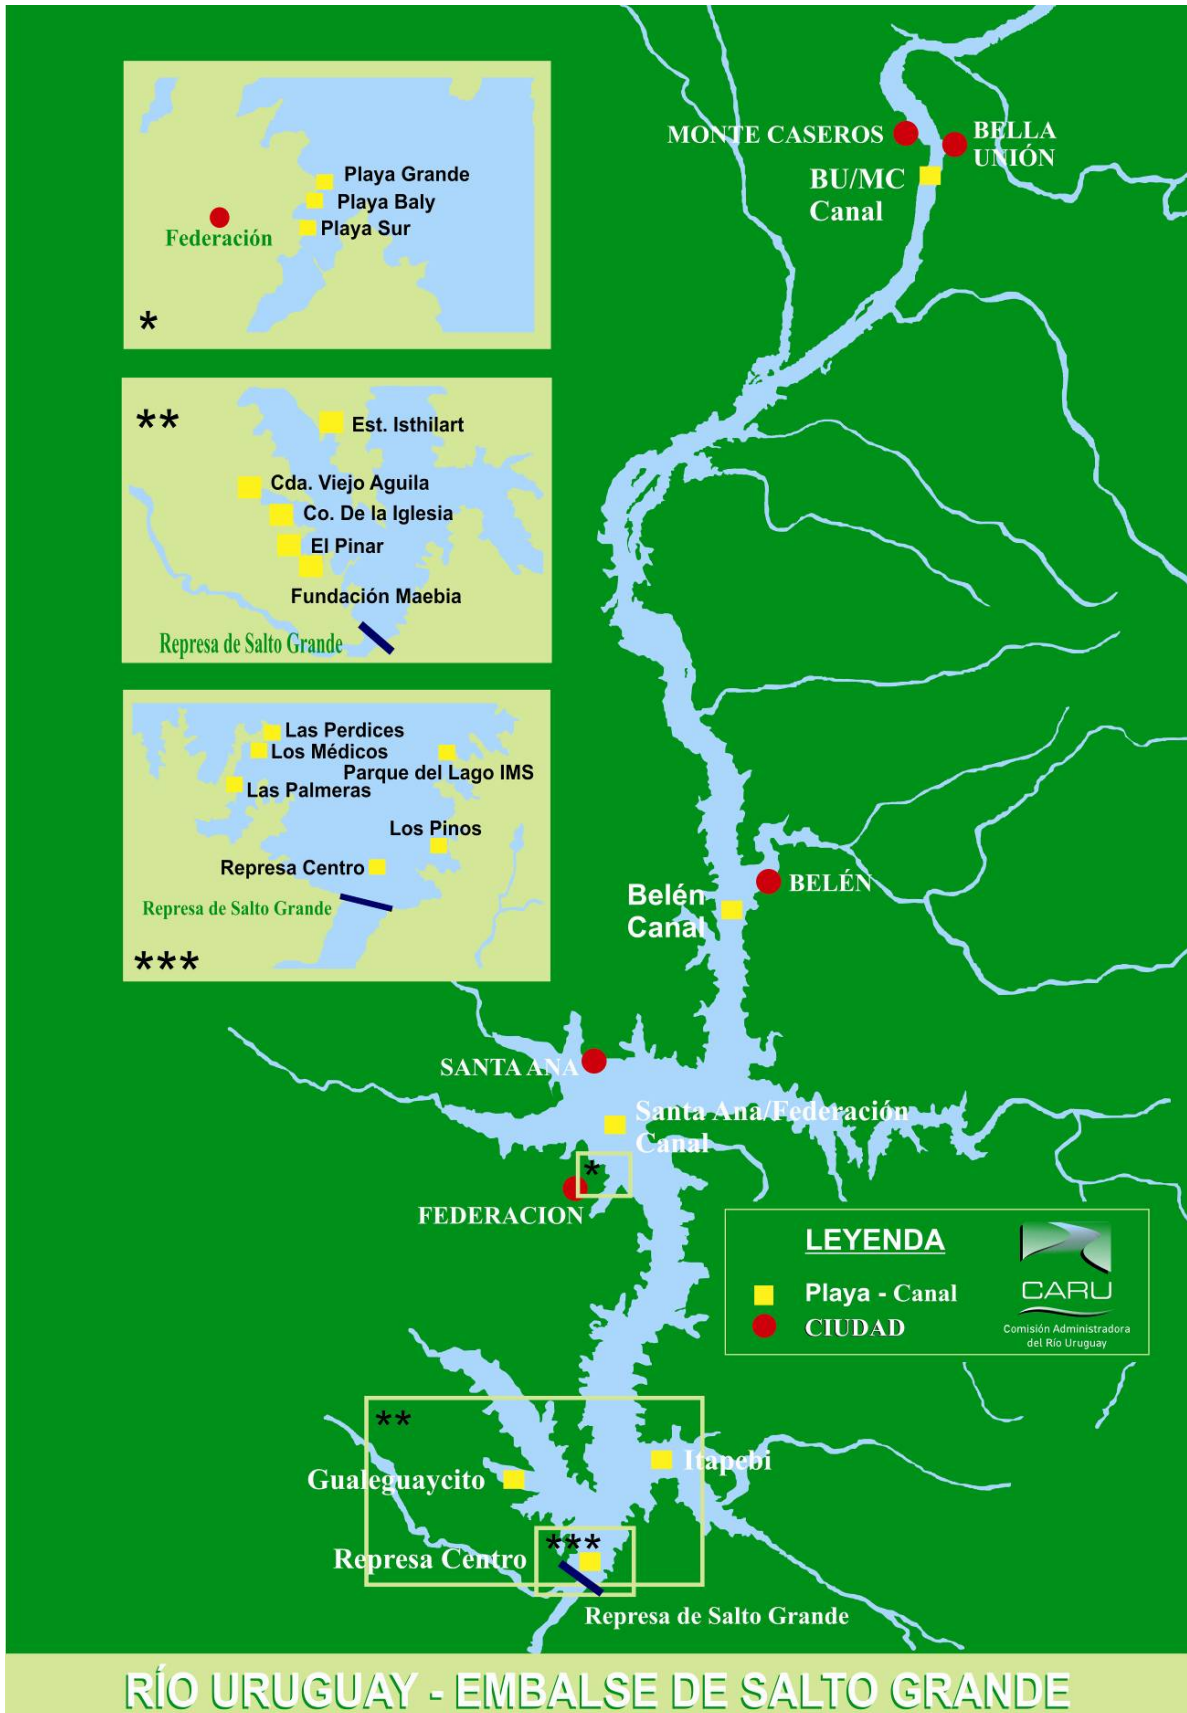 MONTE CASEROS
BELLA
UNIÓN
BU/MC
Canal
Playa Grande
Playa Baly
Playa Sur
Federación
*
**
Est. Isthilart
Cda. Viejo Aguila
Co. De la Iglesia
El Pinar
Fundación Maebia
Represa de Salto Grande
Las Perdices
Los Médicos
Parque del Lago IMS
Las Palmeras
Los Pinos
Represa Centro
Represa de Salto Grande
***
Belén
Canal
BELÉN
SANTA ANA
Santa Ana/Federación
Canal
*
FEDERACION
LEYENDA
Playa - Canal
CIUDAD
CARU
Comisión Administradora
del Río Uruguay
**
Itapebi
Gualeguaycito
***
Represa Centro
Represa de Salto Grande
RÍO URUGUAY - EMBALSE DE SALTO GRANDE